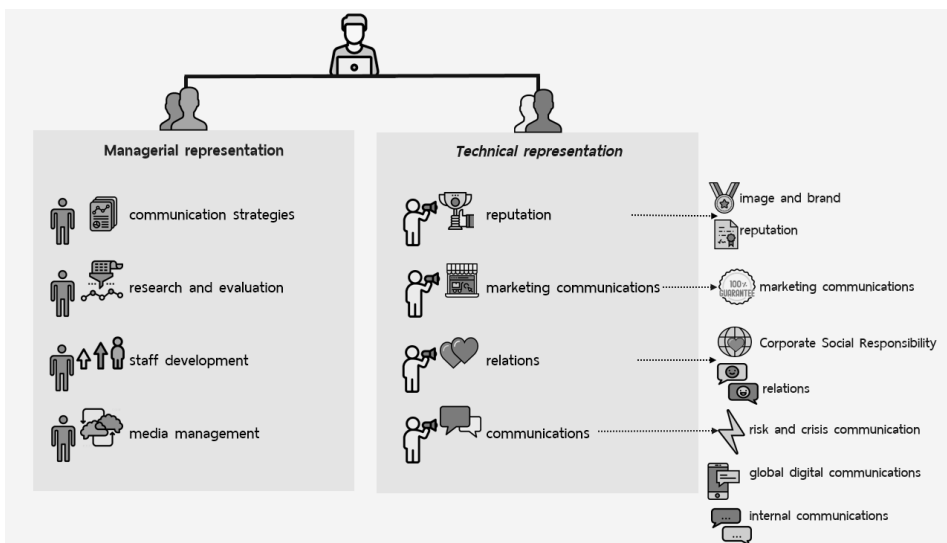 Managerial representation
communication strategies
research and evaluation
staff development
media management
Technical representation
reputation
marketing communications
relations
communications
image and brand
reputation
100%
GUARANTEE
marketing communications
Corporate Social Responsibility
relations
risk and crisis communication
global digital communications
internal communications